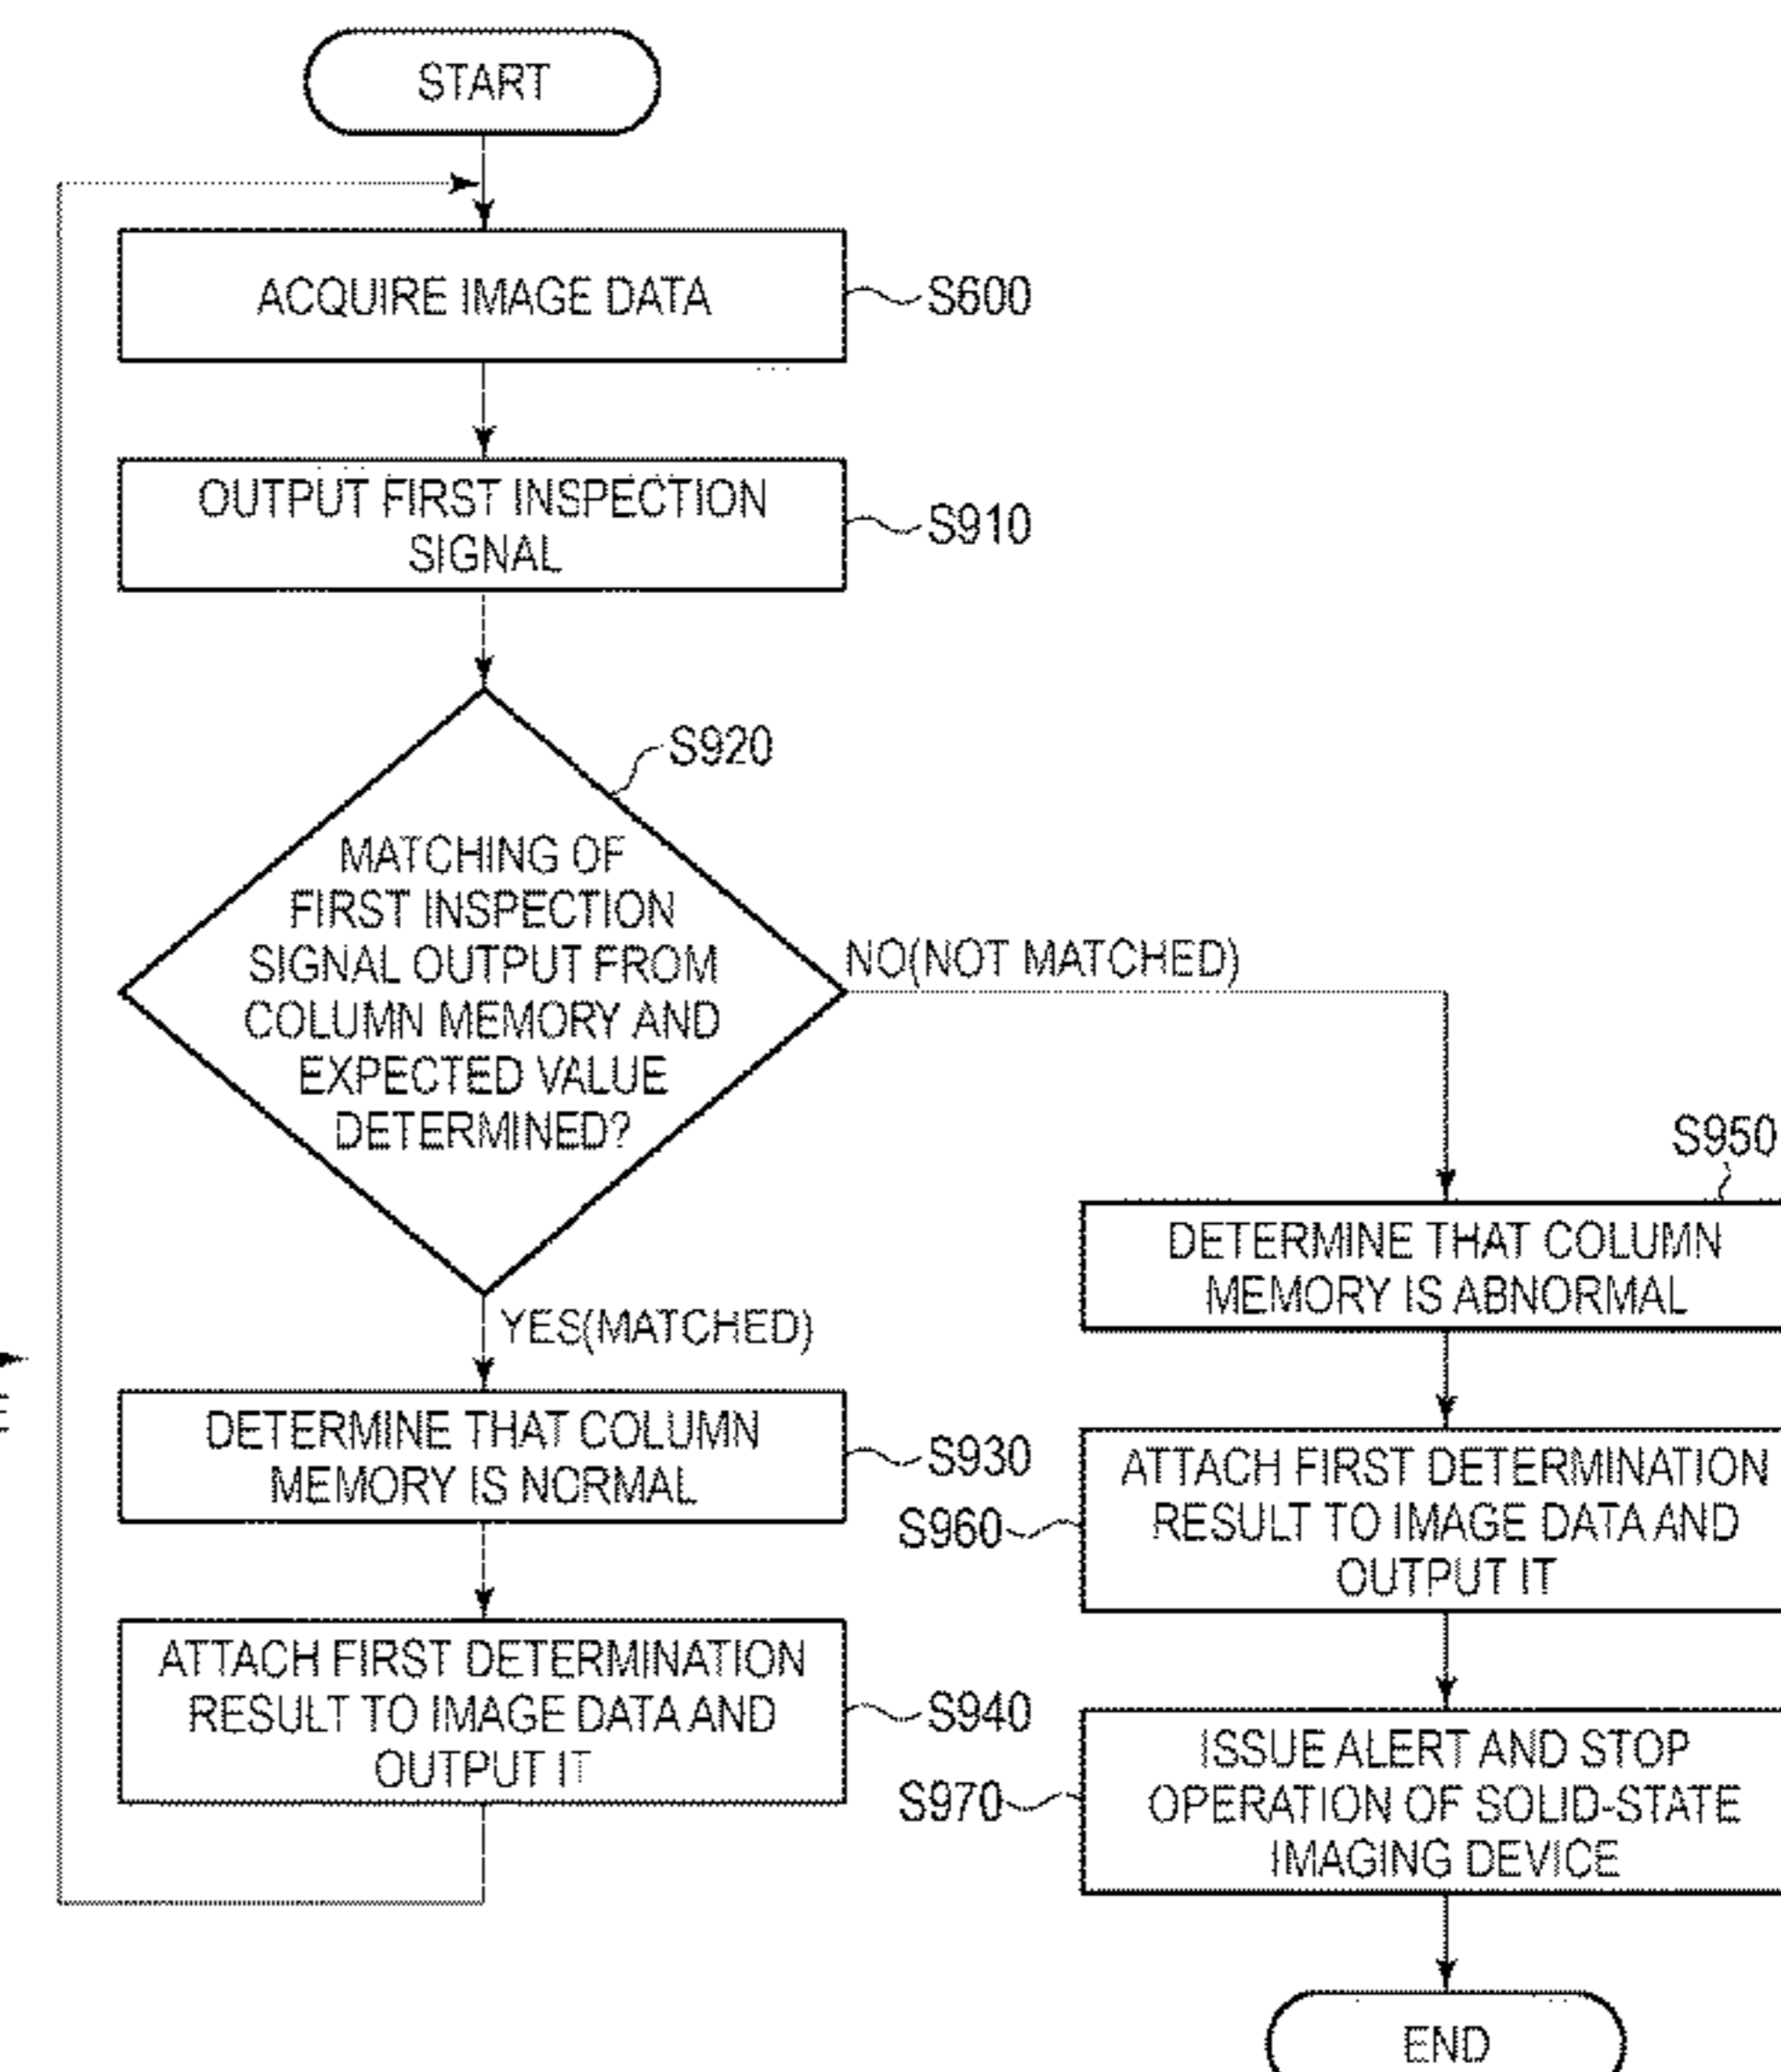 START
ACQUIRE IMAGE DATA
S600
OUTPUT FIRST INSPECTION
SIGNAL
S910
S920
MATCHING OF
FIRST INSPECTION
SIGNAL OUTPUT FROM
COLUMN MEMORY AND
EXPECTED VALUE
DETERMINED?
NO(NOT MATCHED)
YES(MATCHED)
DETERMINE THAT COLUMN
MEMORY IS NORMAL
S930
ATTACH FIRST DETERMINATION
RESULT TO IMAGE DATA AND
OUTPUT IT
S940
S950
DETERMINE THAT COLUMN
MEMORY IS ABNORMAL
S960
ATTACH FIRST DETERMINATION
RESULT TO IMAGE DATA AND
OUTPUT IT
S970
ISSUE ALERT AND STOP
OPERATION OF SOLID-STATE
IMAGING DEVICE
END